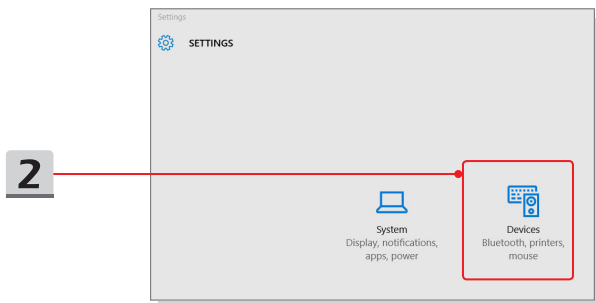 Settings
SETTINGS
2
System
Display, notifications,
apps, power
Devices
Bluetooth, printers,
mouse